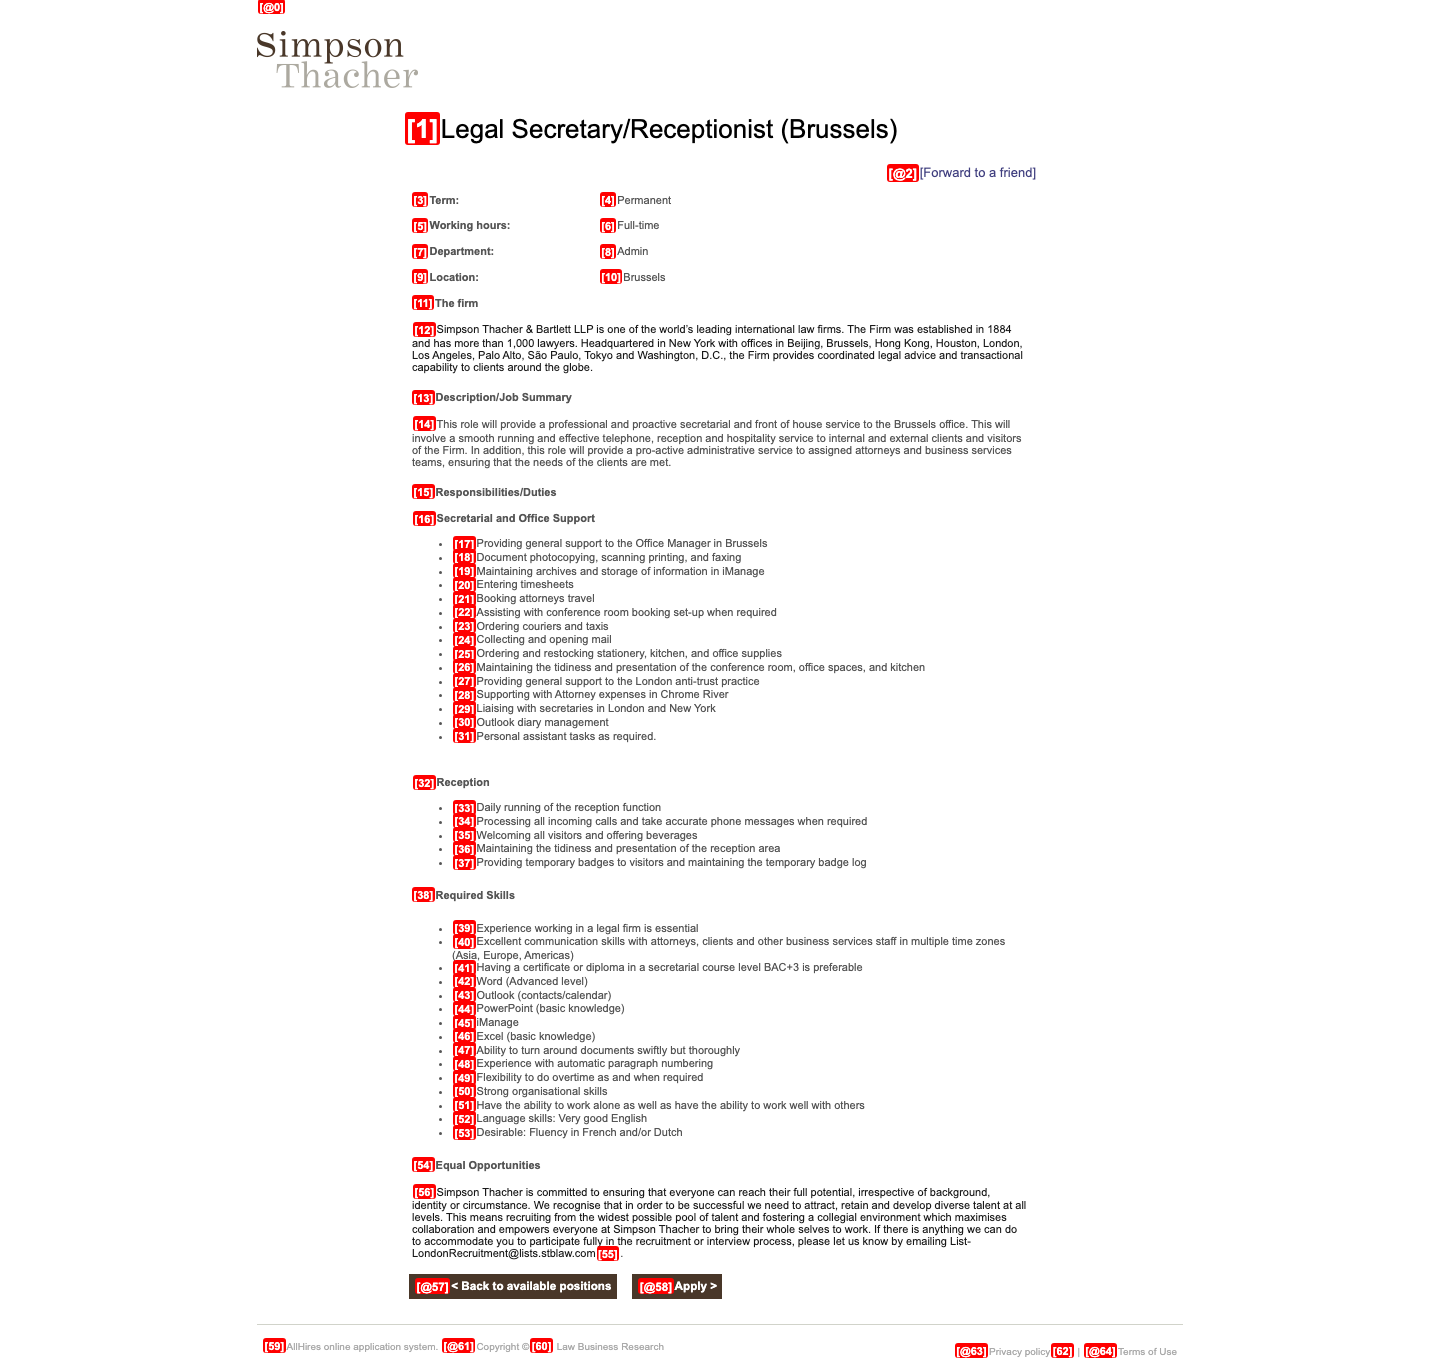 [@0]
Simpson
Thacher
[1]Legal Secretary/Receptionist (Brussels)
[@2][Forward to a friend]
[3]Term: [4]Permanent
[5]Working hours: [6]Full-time
[7]Department: [8]Admin
[9]Location: [10]Brussels
[11]The firm
[12]Simpson Thacher & Bartlett LLP is one of the world's leading international law firms. The Firm was established in 1884
and has more than 1,000 lawyers. Headquartered in New York with offices in Beijing, Brussels, Hong Kong, Houston, London,
Los Angeles, Palo Alto, São Paulo, Tokyo and Washington, D.C., the Firm provides coordinated legal advice and transactional
capability to clients around the globe.
[13]Description/Job Summary
[14]This role will provide a professional and proactive secretarial and front of house service to the Brussels office. This will
involve a smooth running and effective telephone, reception and hospitality service to internal and external clients and visitors
of the Firm. In addition, this role will provide a pro-active administrative service to assigned attorneys and business services
teams, ensuring that the needs of the clients are met.
[15]Responsibilities/Duties
[16]Secretarial and Office Support
• [17]Providing general support to the Office Manager in Brussels
• [18]Document photocopying, scanning printing, and faxing
• [19]Maintaining archives and storage of information in iManage
• [20]Entering timesheets
• [21]Booking attorneys travel
• [22]Assisting with conference room booking set-up when required
• [23]Ordering couriers and taxis
• [24]Collecting and opening mail
• [25]Ordering and restocking stationery, kitchen, and office supplies
• [26]Maintaining the tidiness and presentation of the conference room, office spaces, and kitchen
• [27]Providing general support to the London anti-trust practice
• [28]Supporting with Attorney expenses in Chrome River
• [29]Liaising with secretaries in London and New York
• [30]Outlook diary management
• [31]Personal assistant tasks as required.
[32]Reception
• [33]Daily running of the reception function
• [34]Processing all incoming calls and take accurate phone messages when required
• [35]Welcoming all visitors and offering beverages
• [36]Maintaining the tidiness and presentation of the reception area
• [37]Providing temporary badges to visitors and maintaining the temporary badge log
[38]Required Skills
• [39]Experience working in a legal firm is essential
• [40]Excellent communication skills with attorneys, clients and other business services staff in multiple time zones
(Asia, Europe, Americas)
• [41]Having a certificate or diploma in a secretarial course level BAC+3 is preferable
• [42]Word (Advanced level)
• [43]Outlook (contacts/calendar)
• [44]PowerPoint (basic knowledge)
• [45]iManage
• [46]Excel (basic knowledge)
• [47]Ability to turn around documents swiftly but thoroughly
• [48]Experience with automatic paragraph numbering
• [49]Flexibility to do overtime as and when required
• [50]Strong organisational skills
• [51]Have the ability to work alone as well as have the ability to work well with others
• [52]Language skills: Very good English
• [53]Desirable: Fluency in French and/or Dutch
[54]Equal Opportunities
[56]Simpson Thacher is committed to ensuring that everyone can reach their full potential, irrespective of background,
identity or circumstance. We recognise that in order to be successful we need to attract, retain and develop diverse talent at all
levels. This means recruiting from the widest possible pool of talent and fostering a collegial environment which maximises
collaboration and empowers everyone at Simpson Thacher to bring their whole selves to work. If there is anything we can do
to accommodate you to participate fully in the recruitment or interview process, please let us know by emailing List-
LondonRecruitment@lists.stblaw.com[55].
[@57]< Back to available positions [@58]Apply >
[59]AllHires online application system. [@61]Copyright ©[60] Law Business Research
[@63]Privacy policy[62] | [@64]Terms of Use